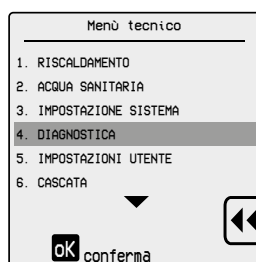 Menù tecnico
1. RISCALDAMENTO
2. ACQUA SANITARIA
3. IMPOSTAZIONE SISTEMA
4. DIAGNOSTICA
5. IMPOSTAZIONI UTENTE
6. CASCATA
oK conferma